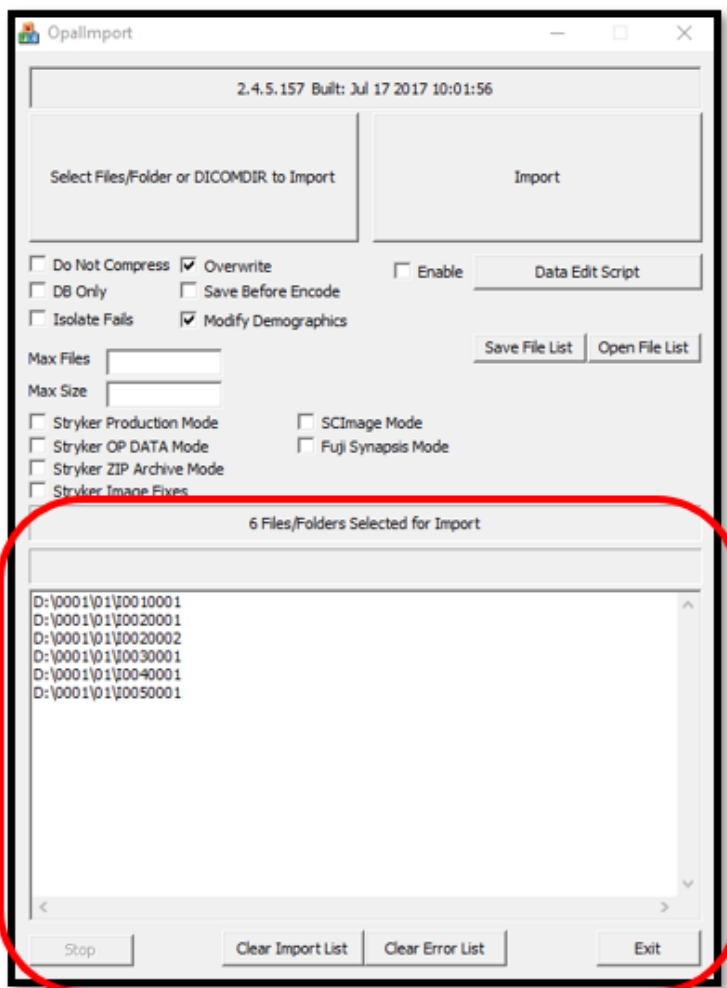 OpalImport
2.4.5.157 Built: Jul 17 2017 10:01:56
Select Files/Folder or DICOMDIR to Import
Import
Do Not Compress
Overwrite
Enable
Data Edit Script
DB Only
Save Before Encode
Isolate Fails
Modify Demographics
Save File List
Open File List
Max Files
Max Size
Stryker Production Mode
SCImage Mode
Stryker OP DATA Mode
Fuji Synapsis Mode
Stryker ZIP Archive Mode
Stryker Image Fixes
6 Files/Folders Selected for Import
D:\0001\01\I0010001
D:\0001\01\I0020001
D:\0001\01\I0020002
D:\0001\01\I0030001
D:\0001\01\I0040001
D:\0001\01\I0050001
Stop
Clear Import List
Clear Error List
Exit